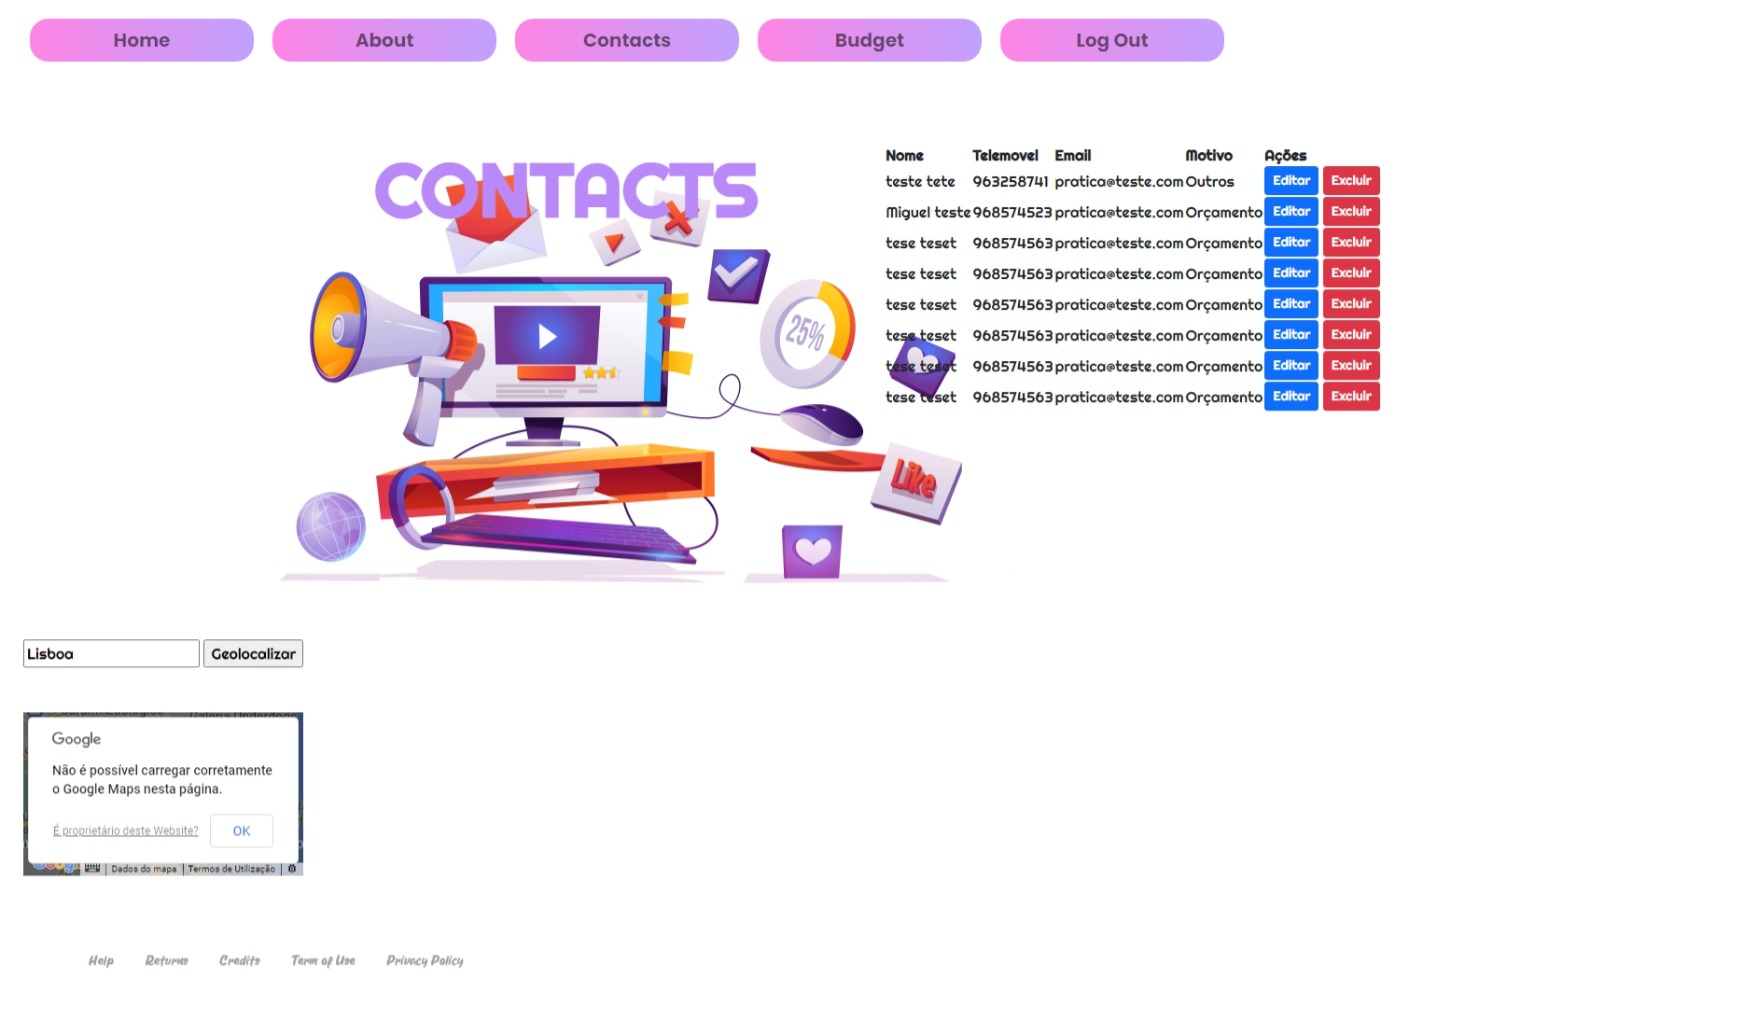 Home About Contacts Budget Log Out
CONTACTS
25%
Like
Nome Telemovel Email Motivo Ações
teste tete 963258741 pratica@teste.com Outros Editar Excluir
Miguel teste 968574523 pratica@teste.com Orçamento Editar Excluir
tese teset 968574563 pratica@teste.com Orçamento Editar Excluir
tese teset 968574563 pratica@teste.com Orçamento Editar Excluir
tese teset 968574563 pratica@teste.com Orçamento Editar Excluir
tese teset 968574563 pratica@teste.com Orçamento Editar Excluir
tese teset 968574563 pratica@teste.com Orçamento Editar Excluir
tese teset 968574563 pratica@teste.com Orçamento Editar Excluir
Lisboa Geolocalizar
Google
Não é possível carregar corretamente
o Google Maps nesta página.
É proprietário deste Website? OK
Dados do mapa Termos de Utilização
Help Returns Credits Term of Use Privacy Policy